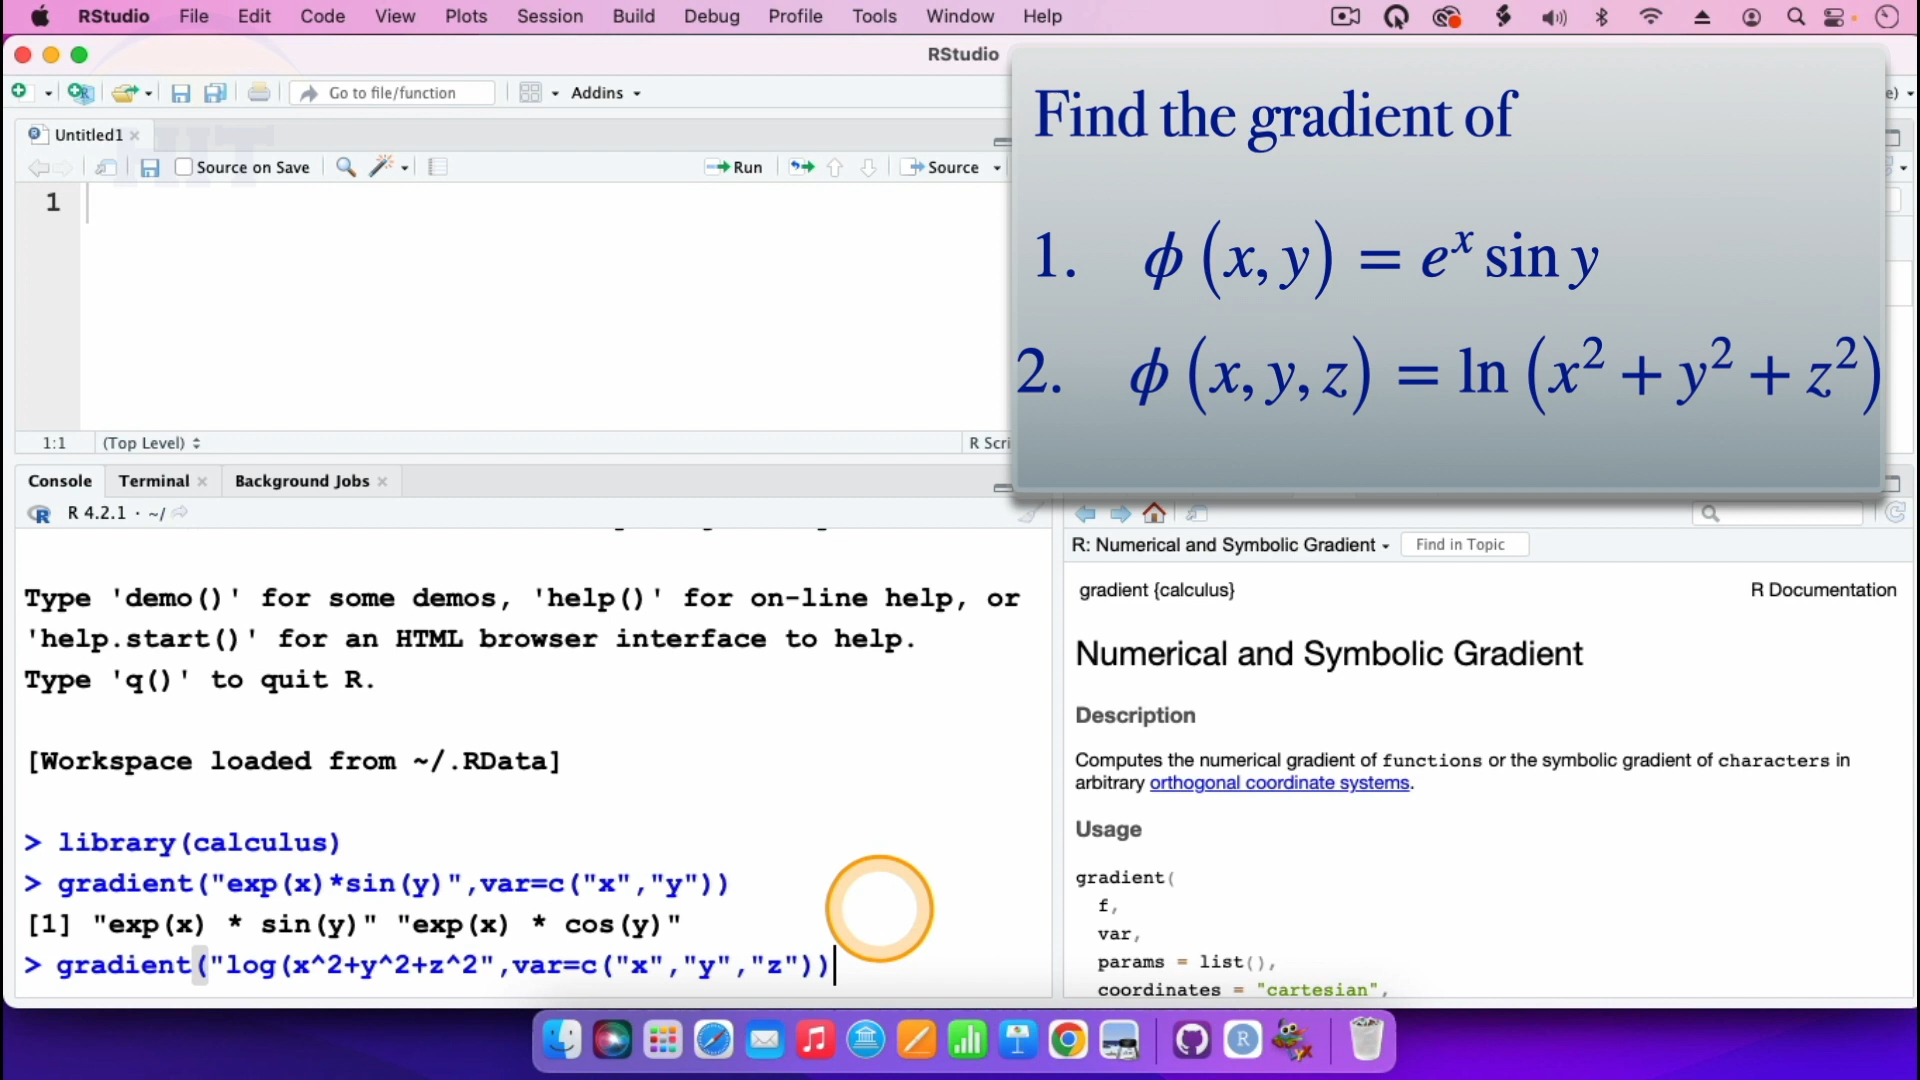 RStudio File Edit Code View Plots Session Build Debug Profile Tools Window Help
RStudio
Go to file/function Addins
Untitled1
Source on Save Run Source
1
1:1 (Top Level) R Scri
Find the gradient of
1. ϕ (x, y) = eˣ sin y
2. ϕ (x, y, z) = ln (x² + y² + z²)
Console Terminal Background Jobs
R 4.2.1 · ~/
Type 'demo()' for some demos, 'help()' for on-line help, or
'help.start()' for an HTML browser interface to help.
Type 'q()' to quit R.
[Workspace loaded from ~/.RData]
> library(calculus)
> gradient("exp(x)*sin(y)",var=c("x","y"))
[1] "exp(x) * sin(y)" "exp(x) * cos(y)"
> gradient("log(x^2+y^2+z^2",var=c("x","y","z"))
R: Numerical and Symbolic Gradient Find in Topic
gradient {calculus} R Documentation
Numerical and Symbolic Gradient
Description
Computes the numerical gradient of functions or the symbolic gradient of characters in
arbitrary orthogonal coordinate systems.
Usage
gradient(
f,
var,
params = list(),
coordinates = "cartesian",